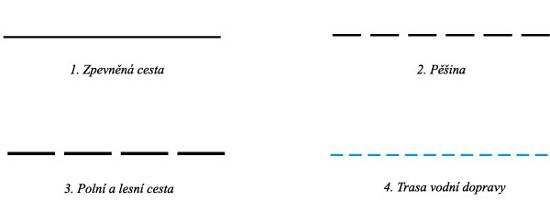 1. Zpevněná cesta
2. Pěšina
3. Polní a lesní cesta
4. Trasa vodní dopravy